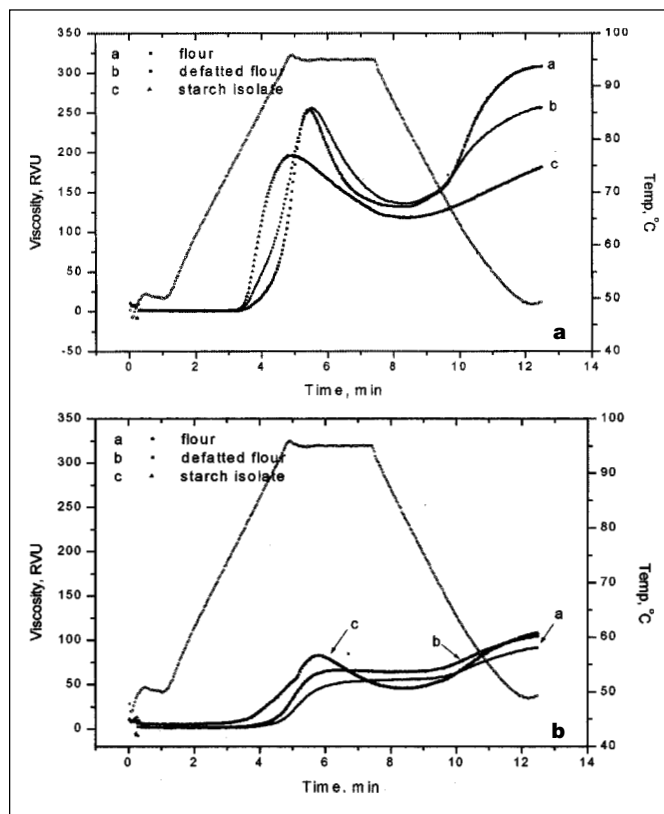 350
300
250
200
150
100
50
0
-50
Viscosity, RVU
a flour
b defatted flour
c starch isolate
a
b
c
a
100
90
80
70
60
50
40
Temp, °C
0 2 4 6 8 10 12 14
Time, min
350
300
250
200
150
100
50
0
Viscosity, RVU
a flour
b defatted flour
c starch isolate
c
b
a
b
100
90
80
70
60
50
40
Temp, °C
0 2 4 6 8 10 12 14
Time. min